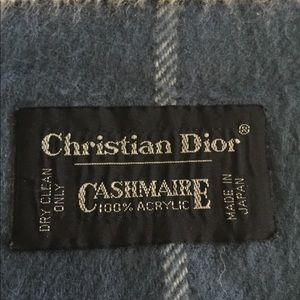 Christian Dior®
CASHMAIRE
100% ACRYLIC
DRY CLEAN
ONLY
MADE IN
JAPAN